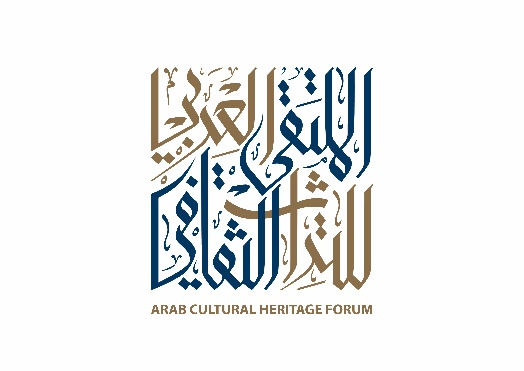 الملتقى العربي
للتراث الثقافي
ARAB CULTURAL HERITAGE FORUM